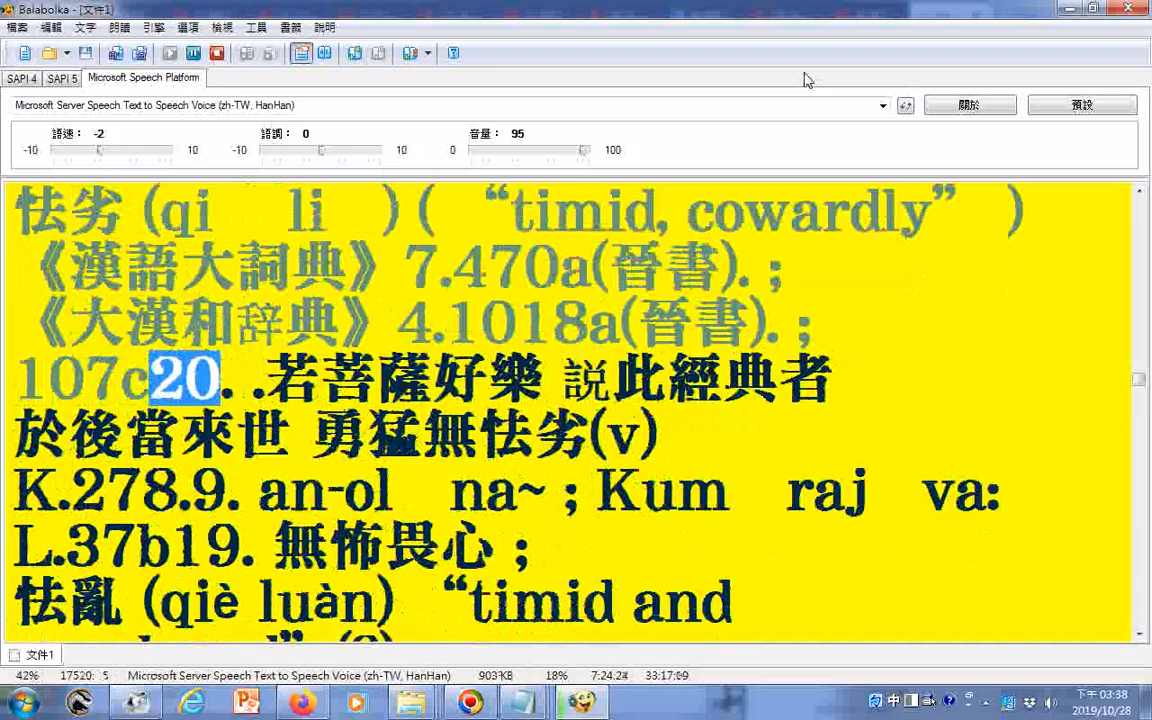 Balabolka - [文件1]
檔案 編輯 文字 朗讀 引擎 選項 檢視 工具 書籤 說明
SAPI 4 SAPI 5 Microsoft Speech Platform
Microsoft Server Speech Text to Speech Voice (zh-TW, HanHan) 關於 預設
語速： -2 語調： 0 音量： 95
-10 10 -10 10 0 100
怯劣 (qi li ) ( “timid, cowardly” )
《漢語大詞典》 7.470a(晉書). ;
《大漢和辞典》 4.1018a(晉書). ;
107c20. .若菩薩好樂 説此經典者
於後當來世 勇猛無怯劣(v)
K.278.9. an-ol na~ ; Kum raj va:
L.37b19. 無怖畏心 ;
怯亂 (qiè luàn) “timid and
文件1
42% Microsoft Server Speech Text to Speech Voice (zh-TW, HanHan) 903 KB 18% 7:24:24 33:17:09
中 下午 03:38
2019/10/28